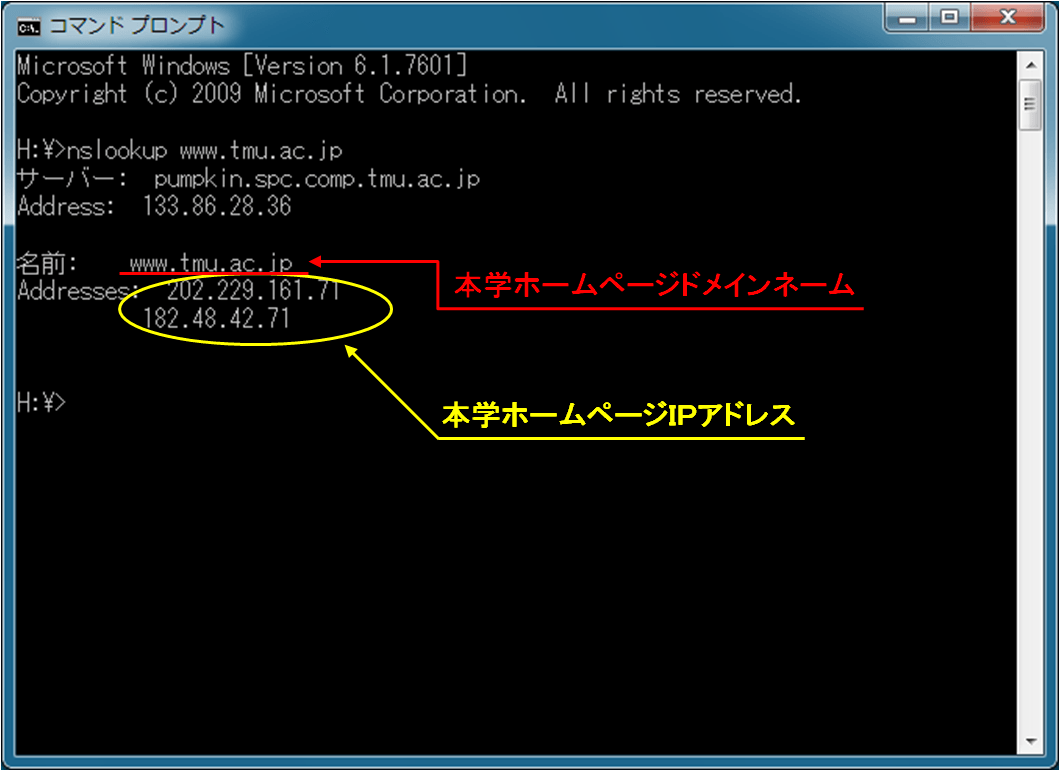 コマンド プロンプト
Microsoft Windows [Version 6.1.7601]
Copyright (c) 2009 Microsoft Corporation.  All rights reserved.
H:¥>nslookup www.tmu.ac.jp
サーバー:  pumpkin.spc.comp.tmu.ac.jp
Address:  133.86.28.36
名前:    www.tmu.ac.jp
本学ホームページドメインネーム
Addresses:  202.229.161.71
182.48.42.71
H:¥>
本学ホームページIPアドレス